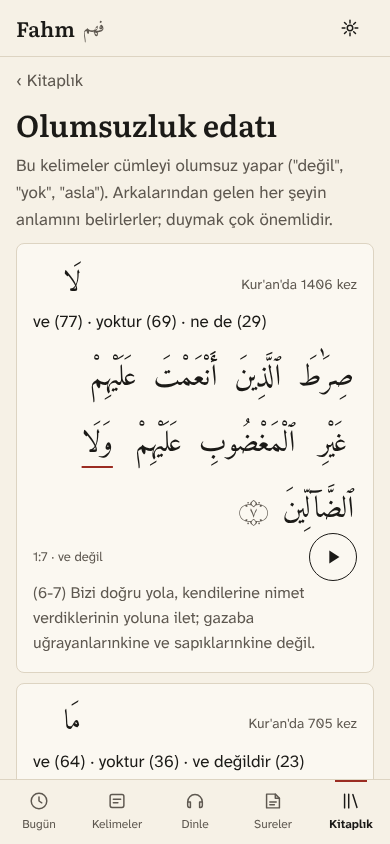 Fahm فهم
‹ Kitaplık
Olumsuzluk edatı
Bu kelimeler cümleyi olumsuz yapar ("değil",
"yok", "asla"). Arkalarından gelen her şeyin
anlamını belirlerler; duymak çok önemlidir.
لَا
Kur'an'da 1406 kez
ve (77) · yoktur (69) · ne de (29)
صِرَٰطَ ٱلَّذِينَ أَنْعَمْتَ عَلَيْهِمْ
غَيْرِ ٱلْمَغْضُوبِ عَلَيْهِمْ وَلَا
ٱلضَّآلِّينَ ٧
1:7 · ve değil
(6-7) Bizi doğru yola, kendilerine nimet
verdiklerinin yoluna ilet; gazaba
uğrayanlarınkine ve sapıklarınkine değil.
مَا
Kur'an'da 705 kez
ve (64) · yoktur (36) · ve değildir (23)
Bugün
Kelimeler
Dinle
Sureler
Kitaplık